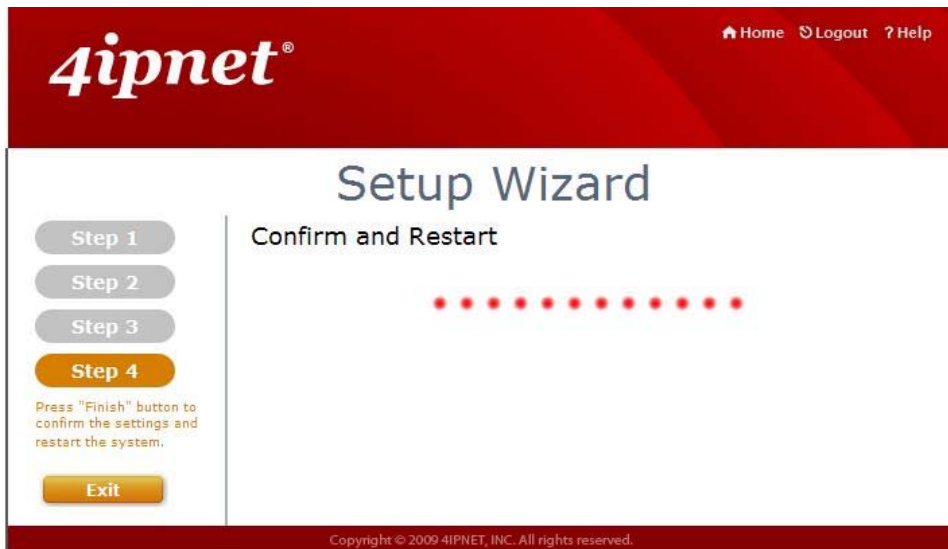 4ipnet®
Home Logout ? Help
Setup Wizard
Step 1
Step 2
Step 3
Step 4
Press "Finish" button to
confirm the settings and
restart the system.
Exit
Confirm and Restart
Copyright © 2009 4IPNET, INC. All rights reserved.